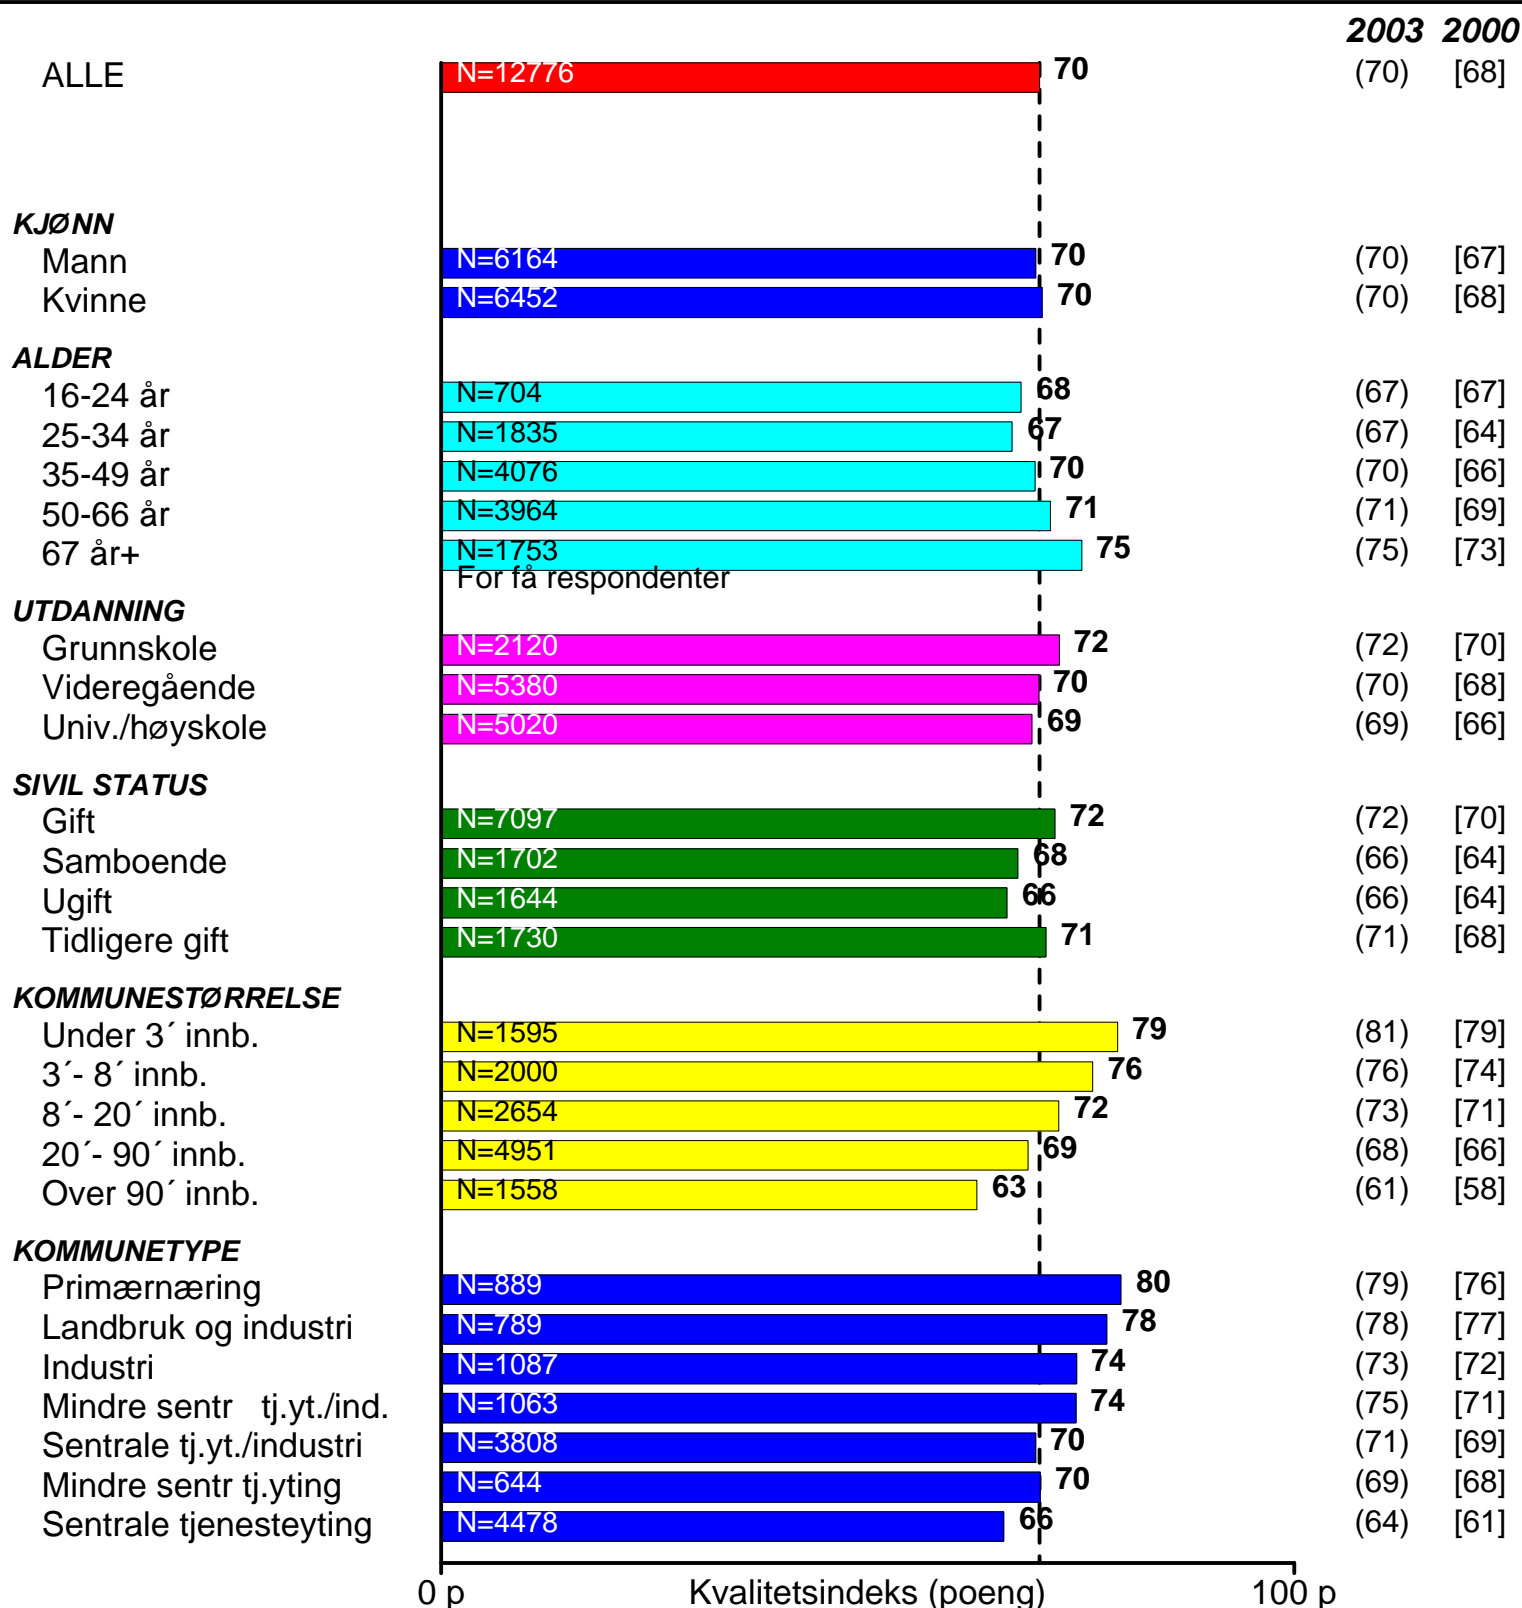 2003 2000
ALLE N=12776 70 (70) [68]
KJØNN
Mann N=6164 70 (70) [67]
Kvinne N=6452 70 (70) [68]
ALDER
16-24 år N=704 68 (67) [67]
25-34 år N=1835 67 (67) [64]
35-49 år N=4076 70 (70) [66]
50-66 år N=3964 71 (71) [69]
67 år+ N=1753 75 (75) [73]
For få respondenter
UTDANNING
Grunnskole N=2120 72 (72) [70]
Videregående N=5380 70 (70) [68]
Univ./høyskole N=5020 69 (69) [66]
SIVIL STATUS
Gift N=7097 72 (72) [70]
Samboende N=1702 68 (66) [64]
Ugift N=1644 66 (66) [64]
Tidligere gift N=1730 71 (71) [68]
KOMMUNESTØRRELSE
Under 3´ innb. N=1595 79 (81) [79]
3´- 8´ innb. N=2000 76 (76) [74]
8´- 20´ innb. N=2654 72 (73) [71]
20´- 90´ innb. N=4951 69 (68) [66]
Over 90´ innb. N=1558 63 (61) [58]
KOMMUNETYPE
Primærnæring N=889 80 (79) [76]
Landbruk og industri N=789 78 (78) [77]
Industri N=1087 74 (73) [72]
Mindre sentr tj.yt./ind. N=1063 74 (75) [71]
Sentrale tj.yt./industri N=3808 70 (71) [69]
Mindre sentr tj.yting N=644 70 (69) [68]
Sentrale tjenesteyting N=4478 66 (64) [61]
0 p Kvalitetsindeks (poeng) 100 p